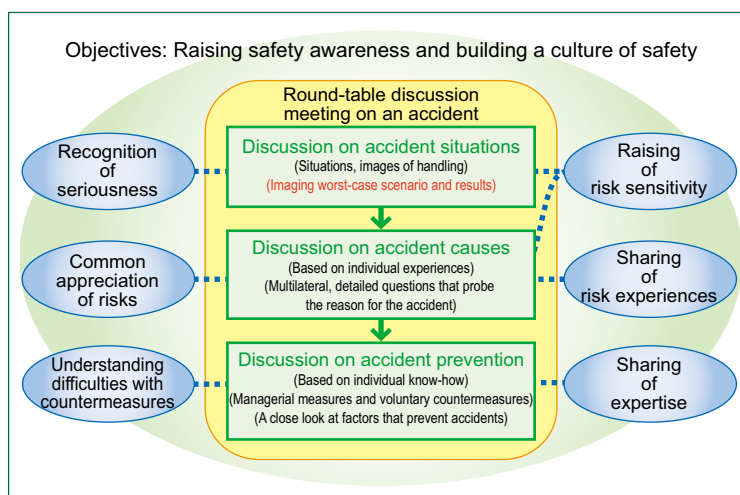 Objectives: Raising safety awareness and building a culture of safety
Round-table discussion
meeting on an accident
Recognition
of
seriousness
Discussion on accident situations
(Situations, images of handling)
(Imaging worst-case scenario and results)
Raising
of
risk sensitivity
Common
appreciation
of risks
Discussion on accident causes
(Based on individual experiences)
(Multilateral, detailed questions that probe
the reason for the accident)
Sharing
of
risk experiences
Understanding
difficulties with
countermeasures
Discussion on accident prevention
(Based on individual know-how)
(Managerial measures and voluntary countermeasures)
(A close look at factors that prevent accidents)
Sharing
of
expertise